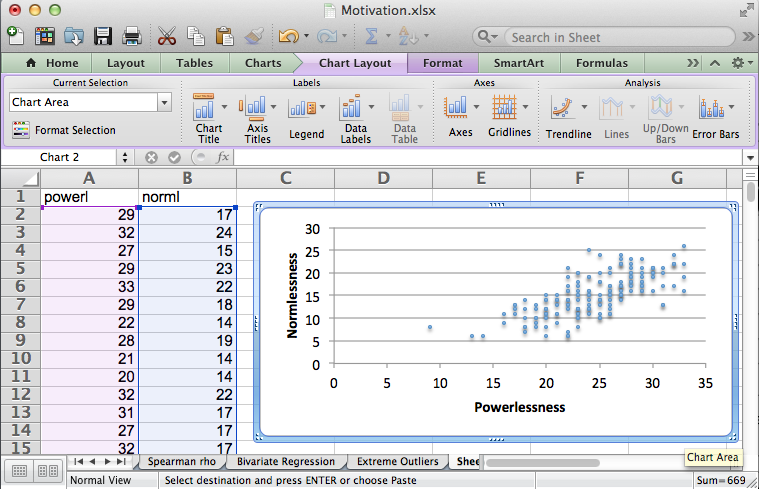 Motivation.xlsx
Search in Sheet
Home Layout Tables Charts Chart Layout Format SmartArt Formulas
Current Selection Labels Axes Analysis
Chart Area
Format Selection
Chart Title Axis Titles Legend Data Labels Data Table Axes Gridlines Trendline Lines Up/Down Bars Error Bars
Chart 2 fx
A B C D E F G
1 powerl norml
2 29 17
3 32 24
4 27 15
5 29 23
6 33 22
7 29 18
8 22 14
9 28 19
10 21 14
11 20 14
12 32 22
13 31 17
14 27 17
15 32 17
30
25
20
15
10
5
0
Normlessness
0 5 10 15 20 25 30 35
Powerlessness
Chart Area
Spearman rho Bivariate Regression Extreme Outliers Shee
Normal View Select destination and press ENTER or choose Paste Sum=669